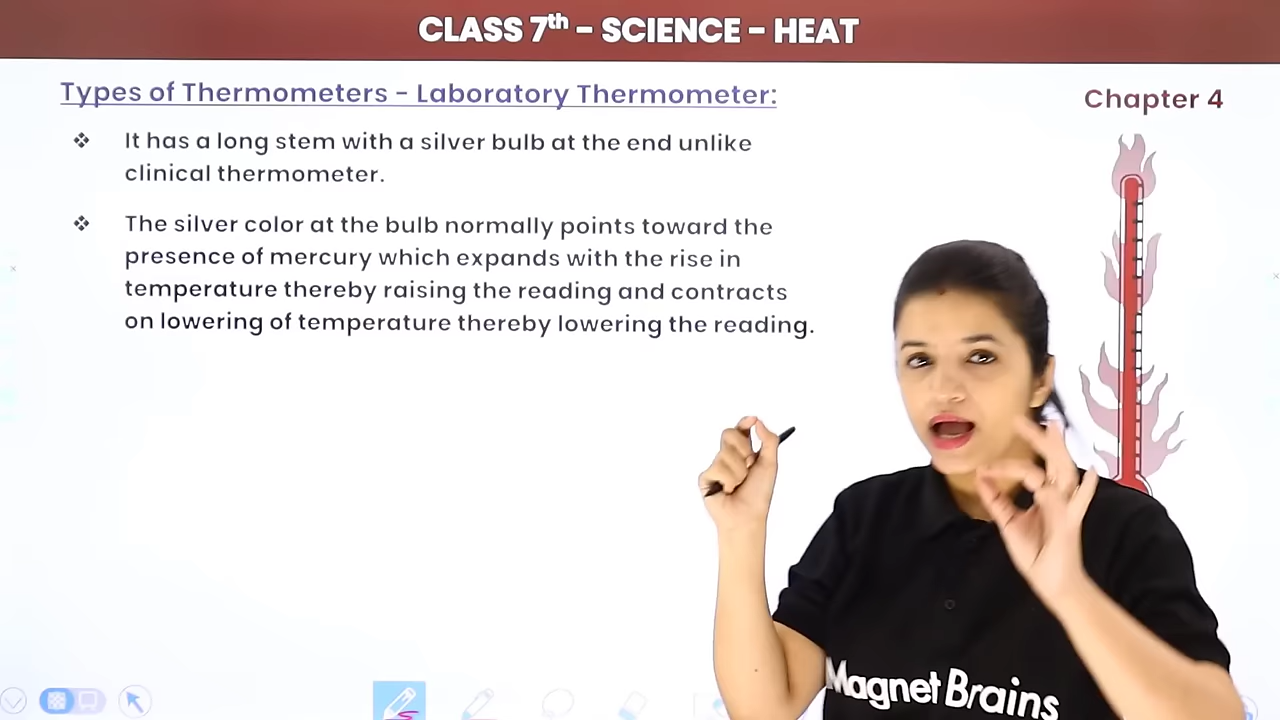 CLASS 7th - SCIENCE - HEAT
Types of Thermometers - Laboratory Thermometer:
Chapter 4
It has a long stem with a silver bulb at the end unlike
clinical thermometer.
The silver color at the bulb normally points toward the
presence of mercury which expands with the rise in
temperature thereby raising the reading and contracts
on lowering of temperature thereby lowering the reading.
Magnet Brains